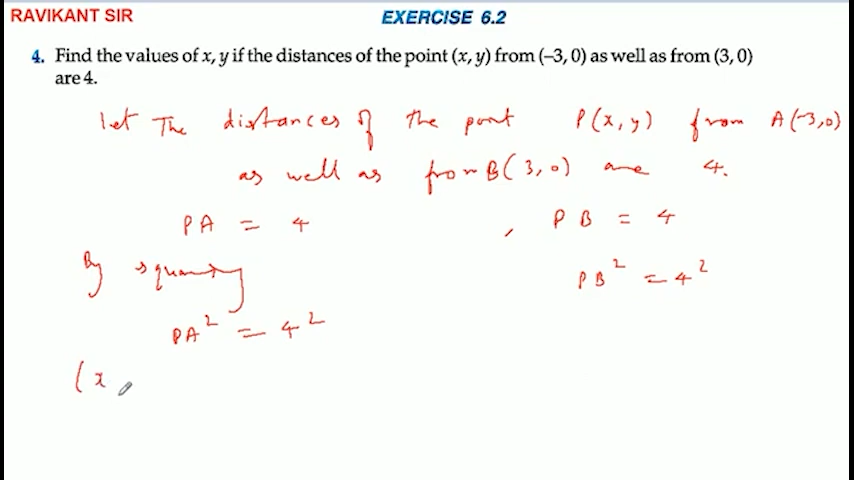 RAVIKANT SIR
EXERCISE 6.2
4. Find the values of x, y if the distances of the point (x, y) from (–3, 0) as well as from (3, 0)
are 4.
let The distances of the point P(x, y) from A(-3,0)
as well as from B(3,0) are 4.
PA = 4 , PB = 4
By squaring
PB² = 4²
PA² = 4²
(x